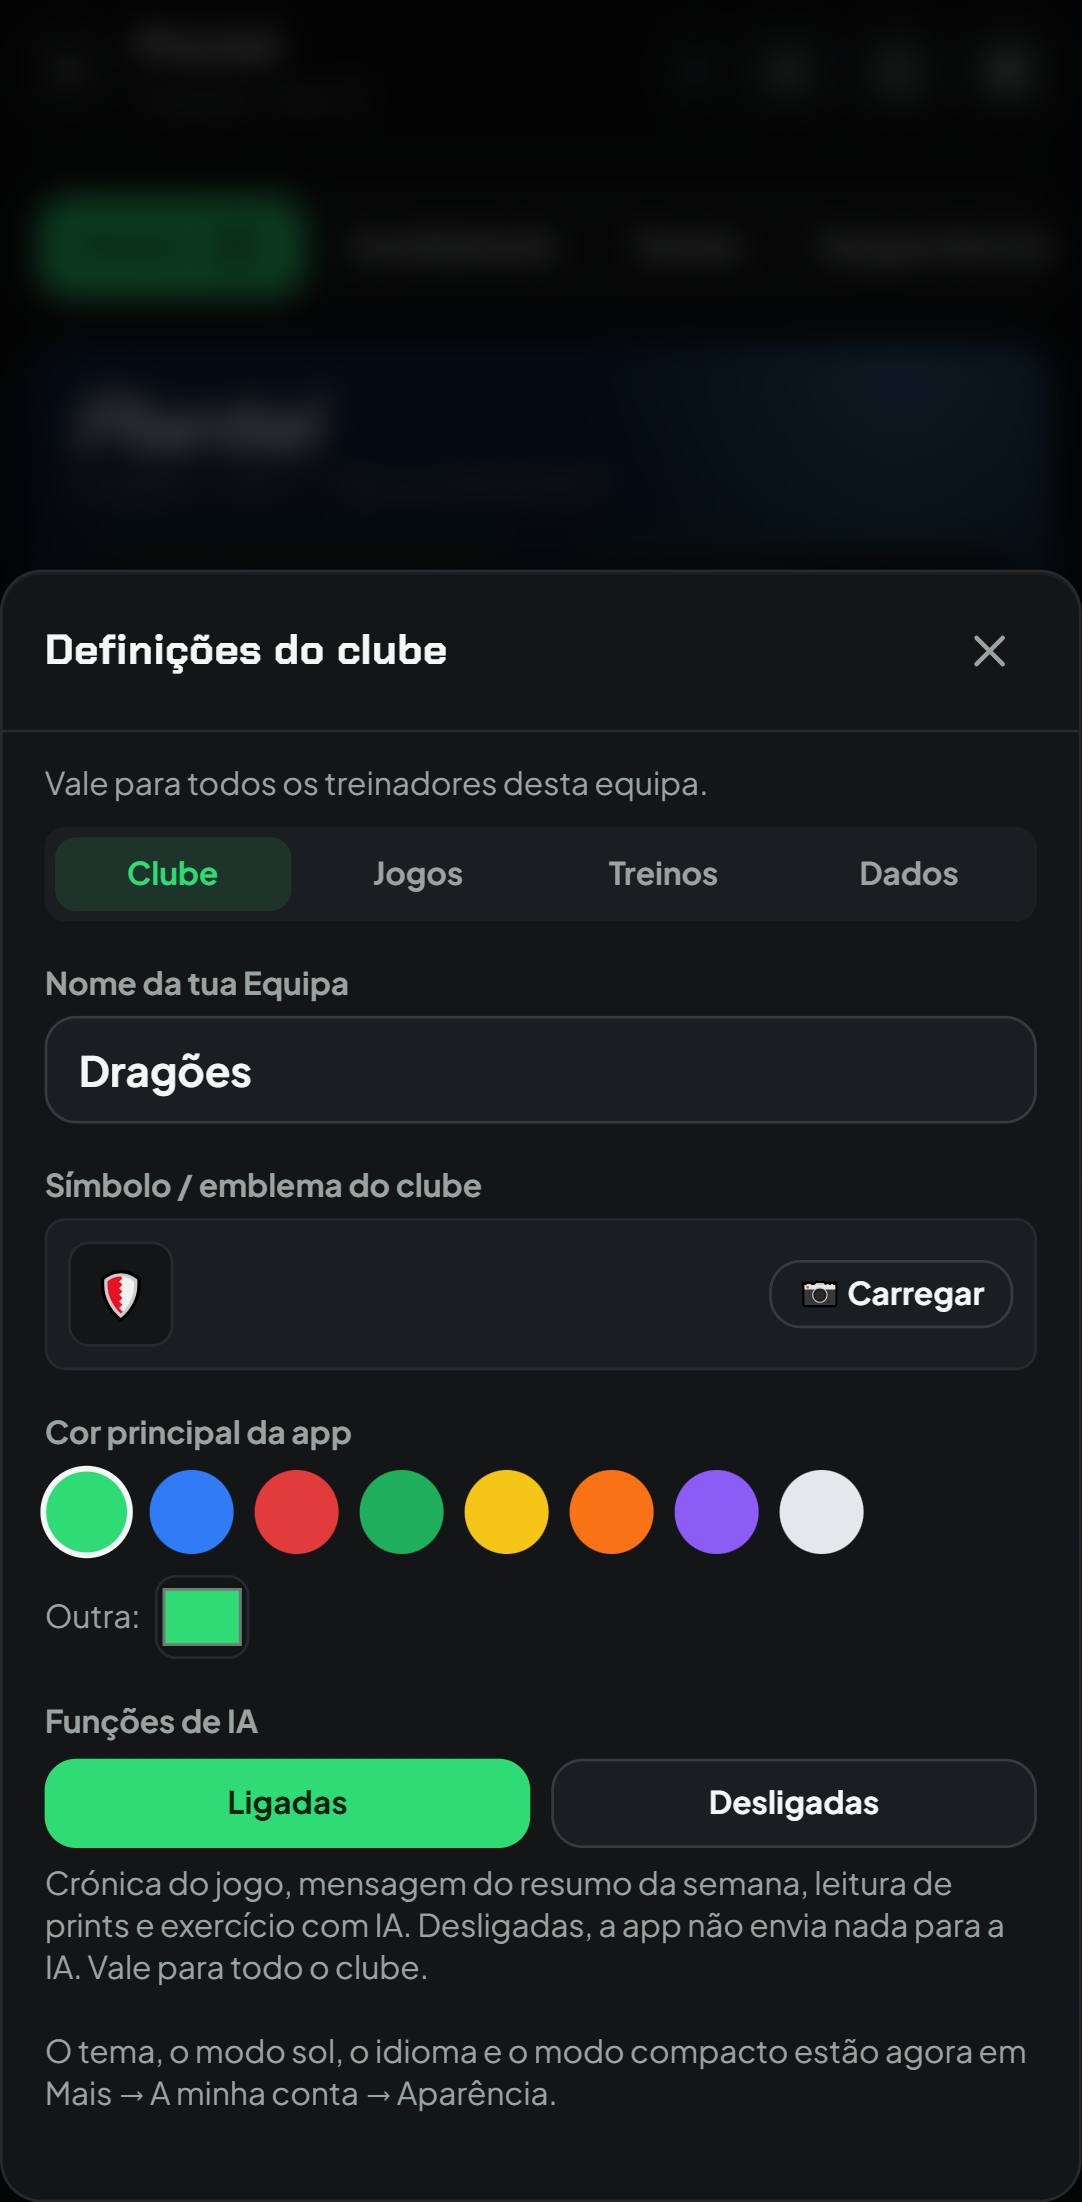 Plantel
Definições do clube
Vale para todos os treinadores desta equipa.
Clube
Jogos
Treinos
Dados
Nome da tua Equipa
Dragões
Símbolo / emblema do clube
Carregar
Cor principal da app
Outra:
Funções de IA
Ligadas
Desligadas
Crónica do jogo, mensagem do resumo da semana, leitura de
prints e exercício com IA. Desligadas, a app não envia nada para a
IA. Vale para todo o clube.
O tema, o modo sol, o idioma e o modo compacto estão agora em
Mais → A minha conta → Aparência.